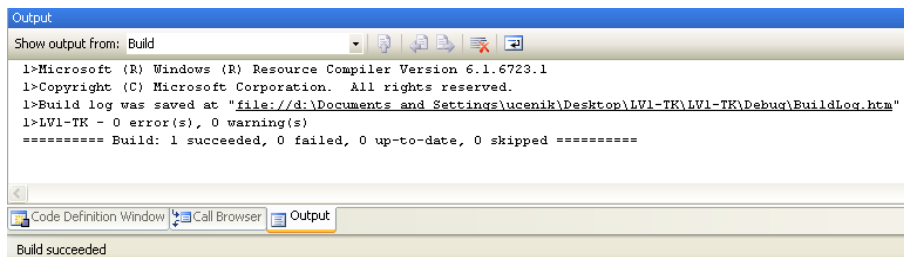 Output
Show output from: Build
1>Microsoft (R) Windows (R) Resource Compiler Version 6.1.6723.1
1>Copyright (C) Microsoft Corporation.  All rights reserved.
1>Build log was saved at "file://d:\Documents and Settings\ucenik\Desktop\LV1-TK\LV1-TK\Debug\BuildLog.htm"
1>LV1-TK - 0 error(s), 0 warning(s)
========== Build: 1 succeeded, 0 failed, 0 up-to-date, 0 skipped ==========
Code Definition Window Call Browser Output
Build succeeded